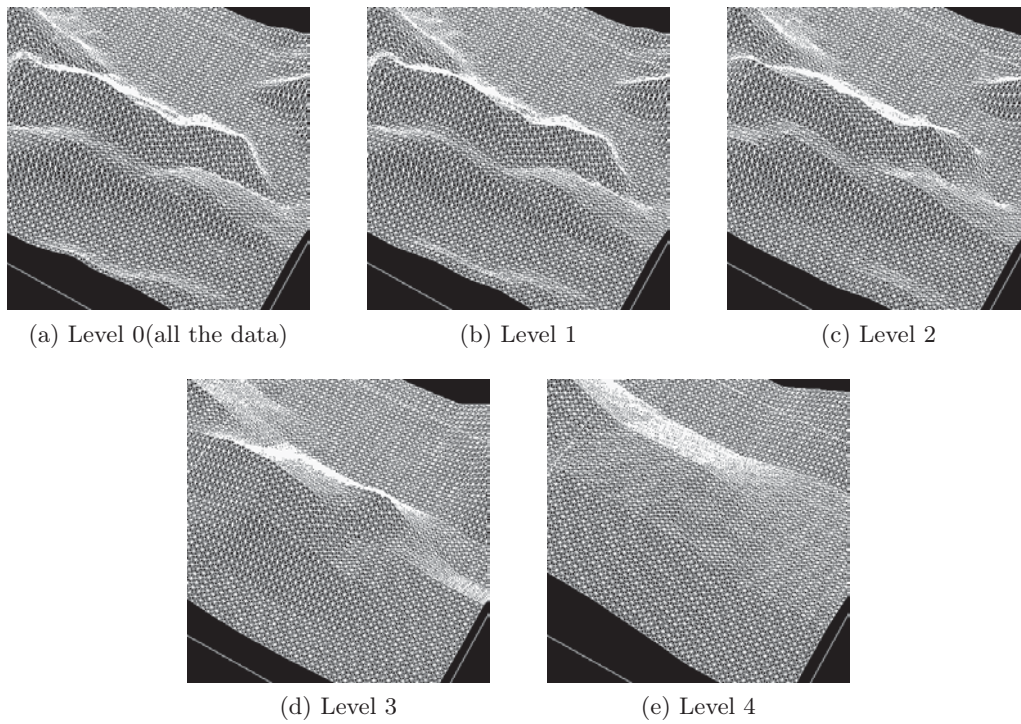 (a) Level 0(all the data)
(b) Level 1
(c) Level 2
(d) Level 3
(e) Level 4